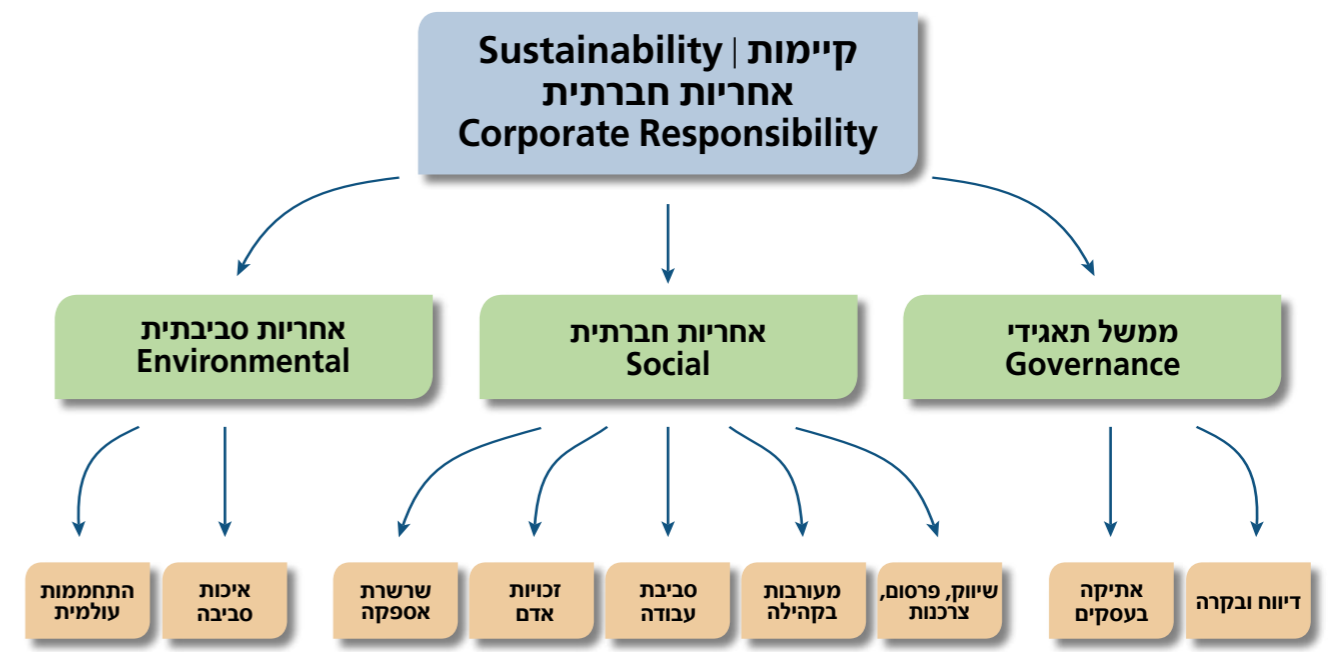 קיימות | Sustainability
אחריות חברתית
Corporate Responsibility
ממשל תאגידי
Governance
אחריות חברתית
Social
אחריות סביבתית
Environmental
דיווח ובקרה
אתיקה
בעסקים
שיווק, פרסום,
צרכנות
מעורבות
בקהילה
סביבת
עבודה
זכויות
אדם
שרשרת
אספקה
איכות
סביבה
התחממות
עולמית